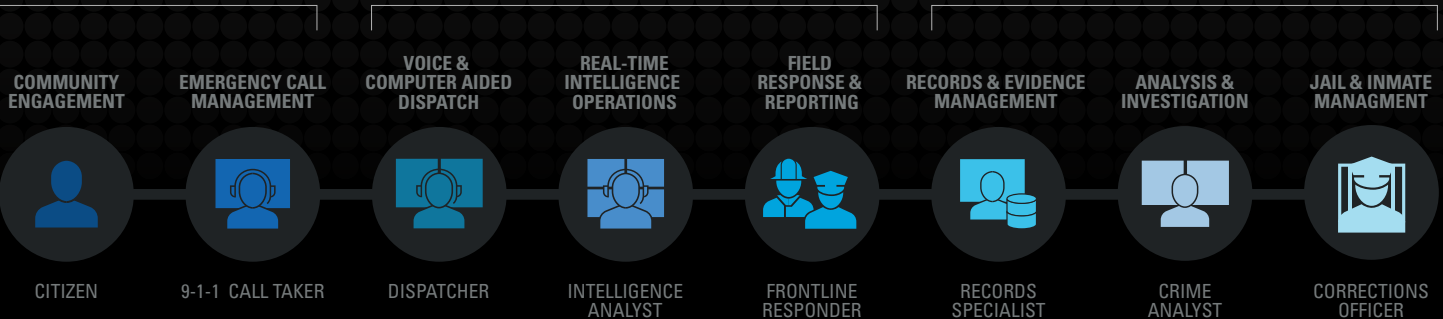 COMMUNITY
ENGAGEMENT
EMERGENCY CALL
MANAGEMENT
VOICE &
COMPUTER AIDED
DISPATCH
REAL-TIME
INTELLIGENCE
OPERATIONS
FIELD
RESPONSE &
REPORTING
RECORDS & EVIDENCE
MANAGEMENT
ANALYSIS &
INVESTIGATION
JAIL & INMATE
MANAGMENT
CITIZEN
9-1-1 CALL TAKER
DISPATCHER
INTELLIGENCE
ANALYST
FRONTLINE
RESPONDER
RECORDS
SPECIALIST
CRIME
ANALYST
CORRECTIONS
OFFICER